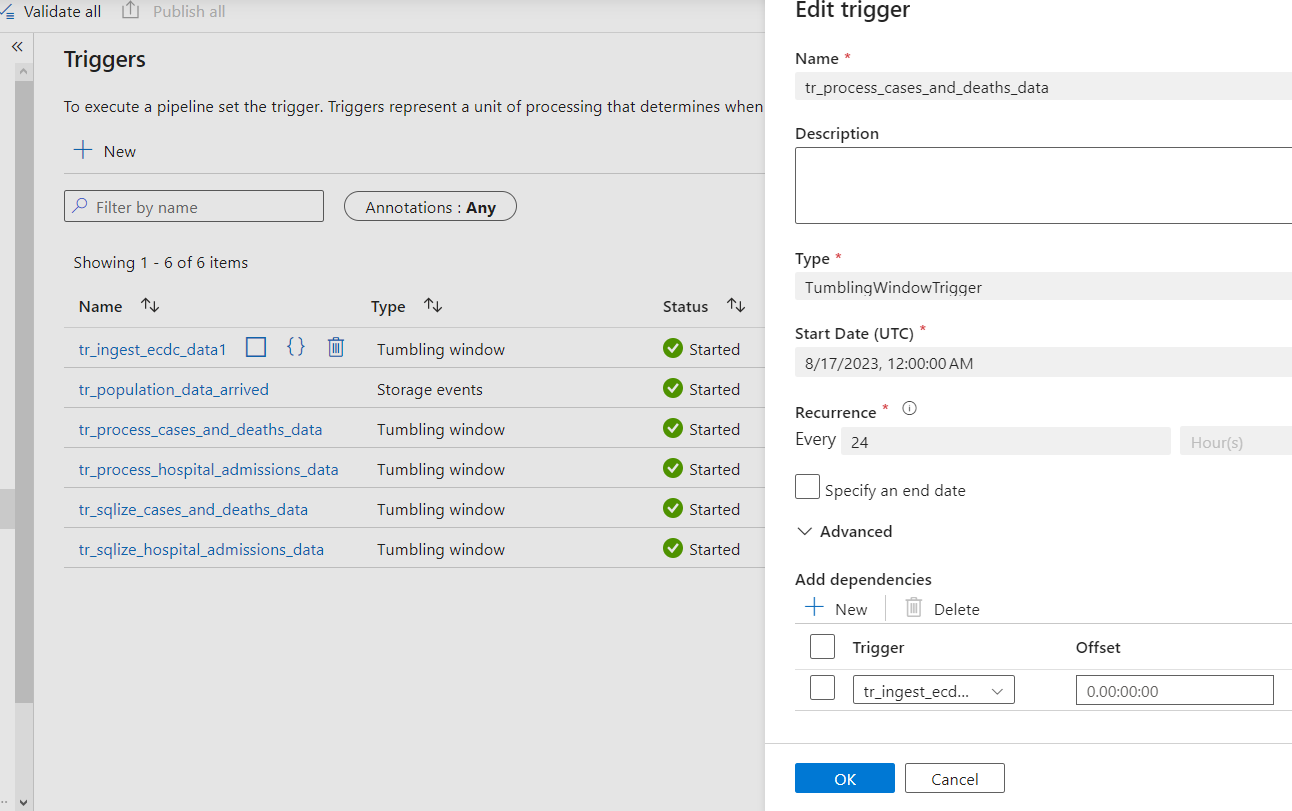 Validate all Publish all
Triggers
To execute a pipeline set the trigger. Triggers represent a unit of processing that determines when
New
Filter by name
Annotations : Any
Showing 1 - 6 of 6 items
Name Type Status
tr_ingest_ecdc_data1 {} Tumbling window Started
tr_population_data_arrived Storage events Started
tr_process_cases_and_deaths_data Tumbling window Started
tr_process_hospital_admissions_data Tumbling window Started
tr_sqlize_cases_and_deaths_data Tumbling window Started
tr_sqlize_hospital_admissions_data Tumbling window Started
Edit trigger
Name *
tr_process_cases_and_deaths_data
Description
Type *
TumblingWindowTrigger
Start Date (UTC) *
8/17/2023, 12:00:00 AM
Recurrence *
Every 24 Hour(s)
Specify an end date
Advanced
Add dependencies
New Delete
Trigger Offset
tr_ingest_ecd... 0.00:00:00
OK Cancel